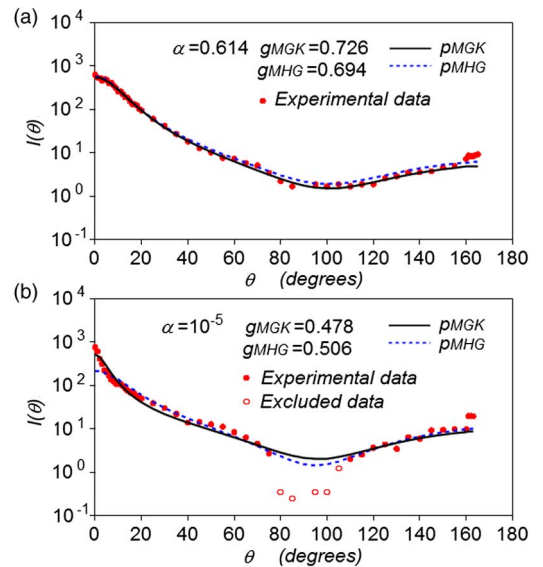 (a)
10⁴
10³
10²
10¹
10⁰
10⁻¹
I(θ)
α=0.614 gMGK=0.726
gMHG=0.694
pMGK
pMHG
Experimental data
0 20 40 60 80 100 120 140 160 180
θ (degrees)
(b)
10⁴
10³
10²
10¹
10⁰
10⁻¹
I(θ)
α=10⁻⁵ gMGK=0.478
gMHG=0.506
pMGK
pMHG
Experimental data
Excluded data
0 20 40 60 80 100 120 140 160 180
θ (degrees)